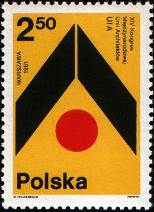 2.50
WARSZAWA
1981
XIV Kongres
Międzynarodowej
Unii Architektów
UIA
Polska